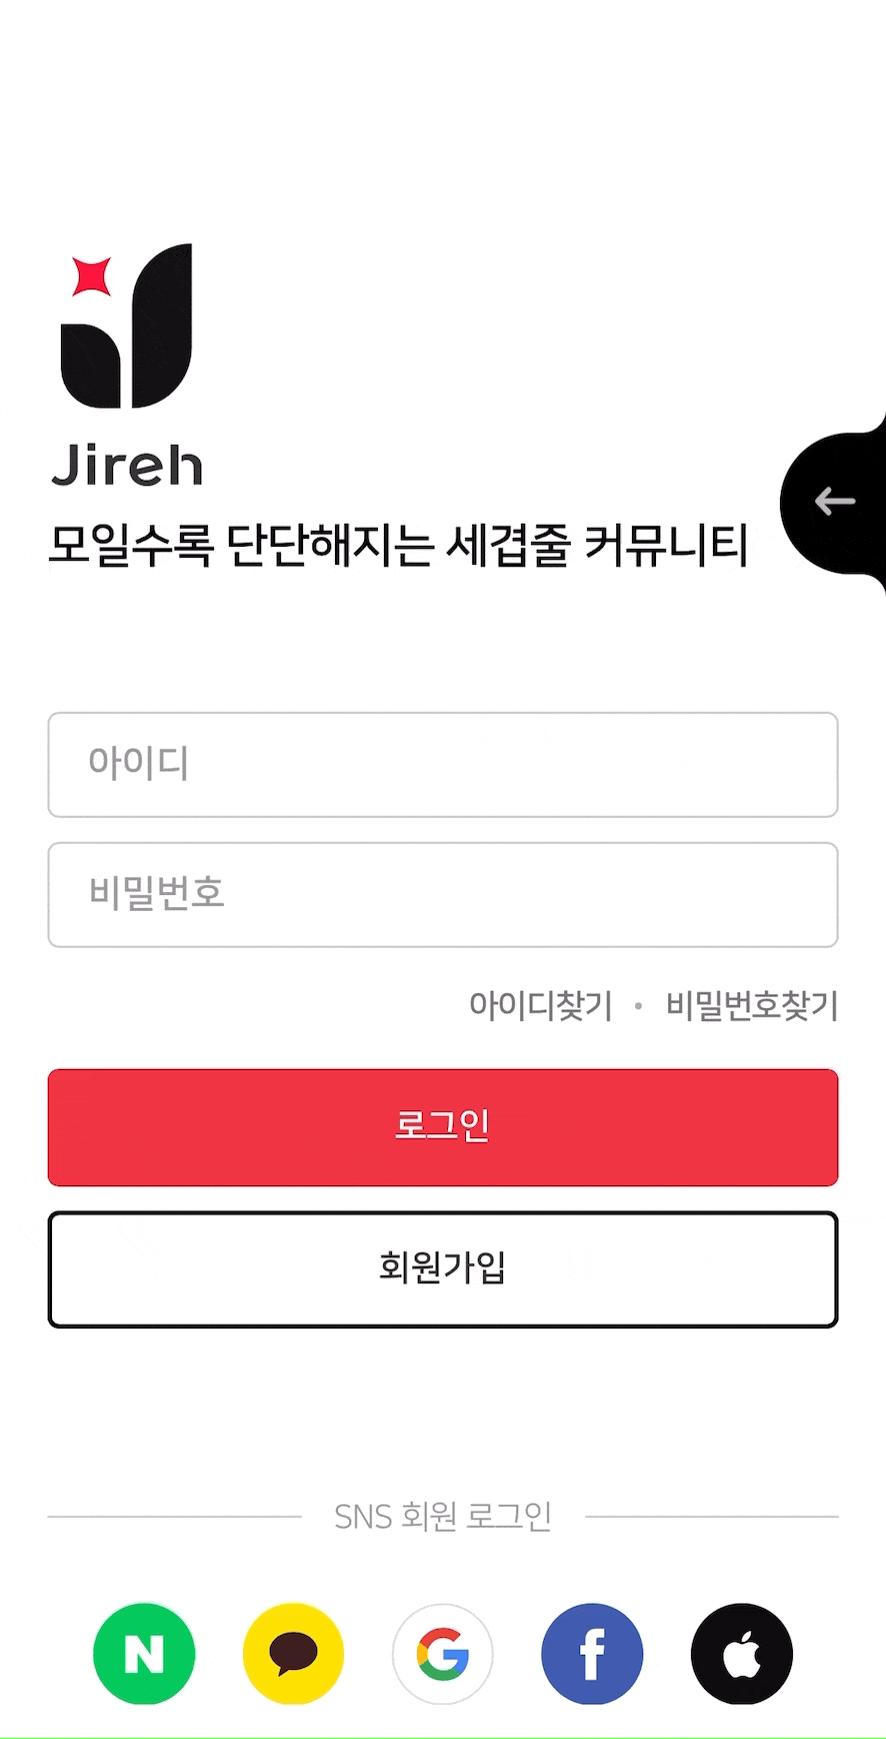 Jireh
모일수록 단단해지는 세겹줄 커뮤니티
아이디
비밀번호
아이디찾기 • 비밀번호찾기
로그인
회원가입
SNS 회원 로그인
N G f